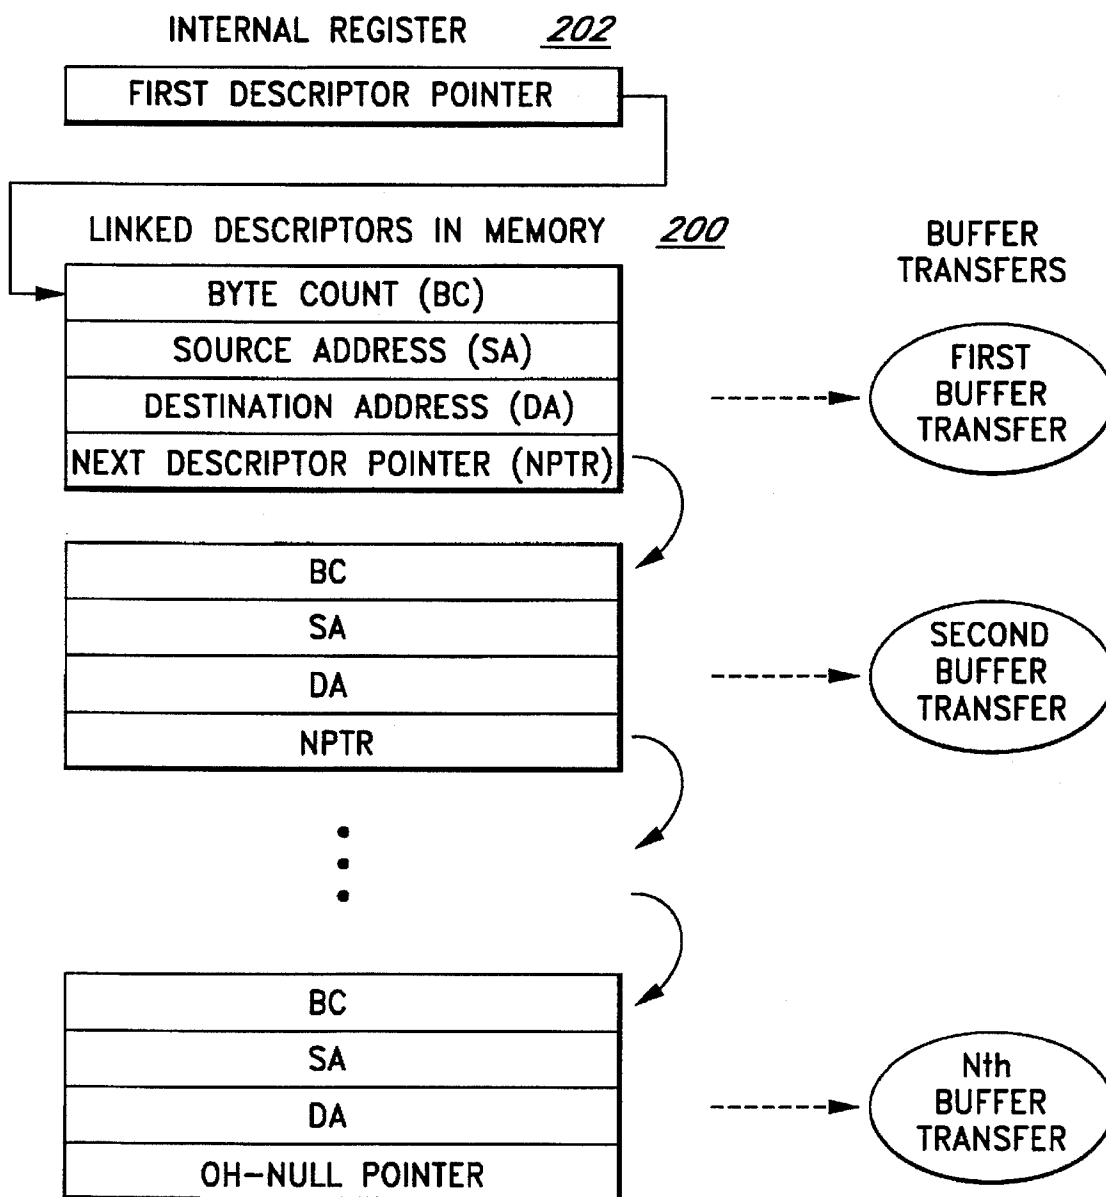 INTERNAL REGISTER 202
FIRST DESCRIPTOR POINTER
LINKED DESCRIPTORS IN MEMORY 200
BUFFER
TRANSFERS
BYTE COUNT (BC)
SOURCE ADDRESS (SA)
DESTINATION ADDRESS (DA)
NEXT DESCRIPTOR POINTER (NPTR)
FIRST
BUFFER
TRANSFER
BC
SA
DA
NPTR
SECOND
BUFFER
TRANSFER
BC
SA
DA
OH-NULL POINTER
Nth
BUFFER
TRANSFER